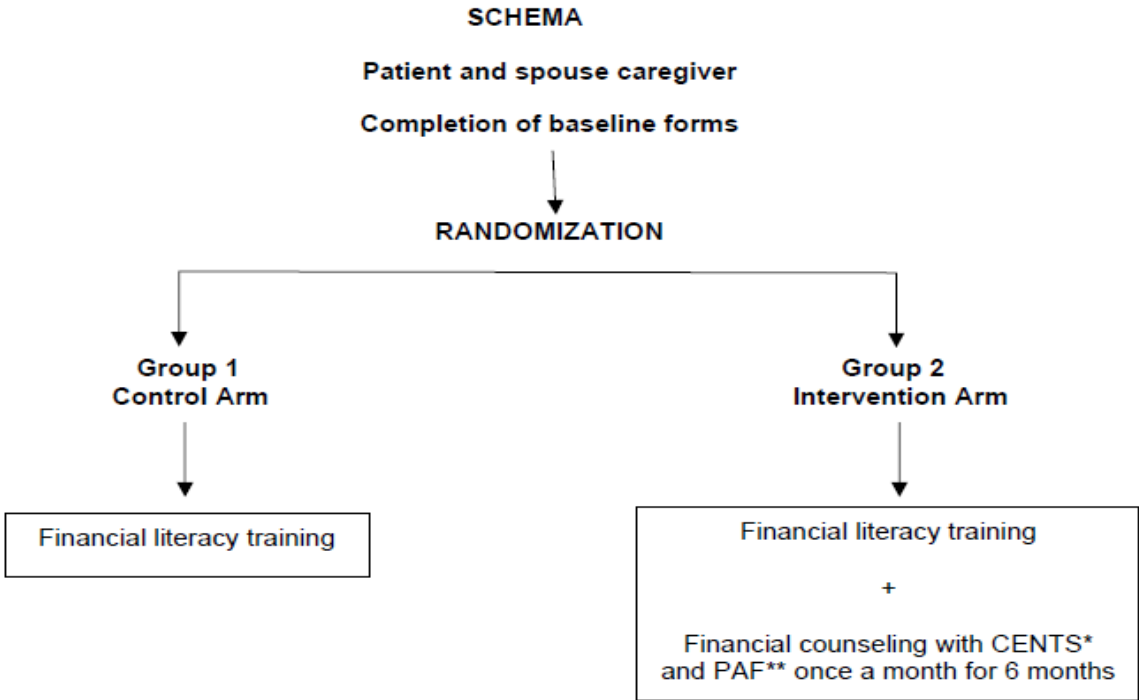 SCHEMA
Patient and spouse caregiver
Completion of baseline forms
RANDOMIZATION
Group 1
Control Arm
Group 2
Intervention Arm
Financial literacy training
Financial literacy training
+
Financial counseling with CENTS*
and PAF** once a month for 6 months